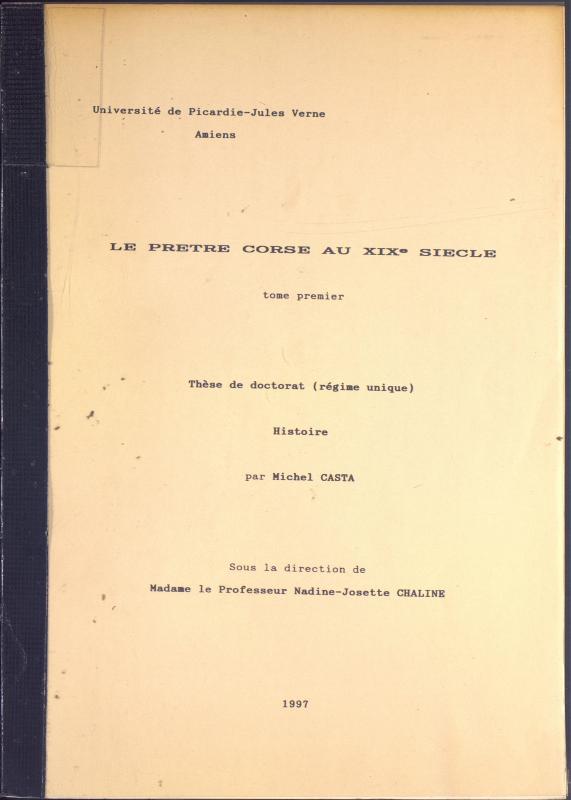 Université de Picardie-Jules Verne
Amiens
LE PRETRE CORSE AU XIXe SIECLE
tome premier
Thèse de doctorat (régime unique)
Histoire
par Michel CASTA
Sous la direction de
Madame le Professeur Nadine-Josette CHALINE
1997